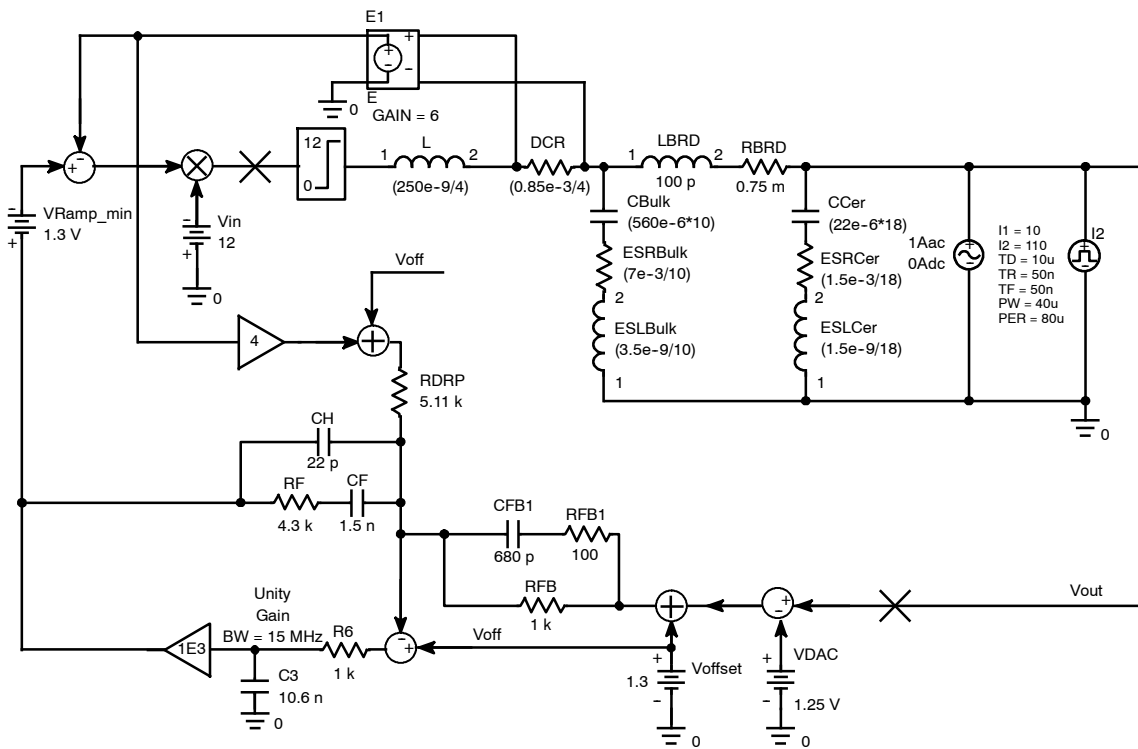 E1
+
+
−
−
E
0
GAIN = 6
12
0
1
L
2
(250e-9/4)
DCR
(0.85e-3/4)
1
LBRD
2
100 p
RBRD
0.75 m
-
+
−
+
VRamp_min
1.3 V
−
+
Vin
12
0
CBulk
(560e-6*10)
ESRBulk
(7e-3/10)
2
ESLBulk
(3.5e-9/10)
1
CCer
(22e-6*18)
ESRCer
(1.5e-3/18)
2
ESLCer
(1.5e-9/18)
1
1Aac
0Adc
+
−
I1 = 10
I2 = 110
TD = 10u
TR = 50n
TF = 50n
PW = 40u
PER = 80u
I2
+
−
0
Voff
4
+
RDRP
5.11 k
CH
22 p
RF
4.3 k
CF
1.5 n
CFB1
680 p
RFB1
100
RFB
1 k
+
-
-
Vout
Unity
Gain
BW = 15 MHz
1E3
R6
1 k
-
+
Voff
C3
10.6 n
0
+
1.3
−
Voffset
0
+
VDAC
−
1.25 V
0